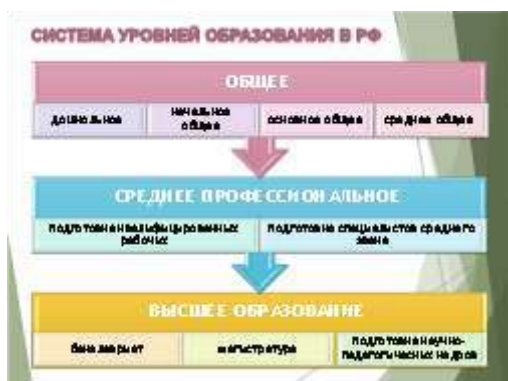 СИСТЕМА УРОВНЕЙ ОБРАЗОВАНИЯ В РФ
ОБЩЕЕ
дошкольное
начальное
общее
основное общее
среднее общее
СРЕДНЕЕ ПРОФЕССИОНАЛЬНОЕ
подготовка квалифицированных
рабочих
подготовка специалистов среднего
звена
ВЫСШЕЕ ОБРАЗОВАНИЕ
бакалавриат
магистратура
подготовка научно-
педагогических кадров